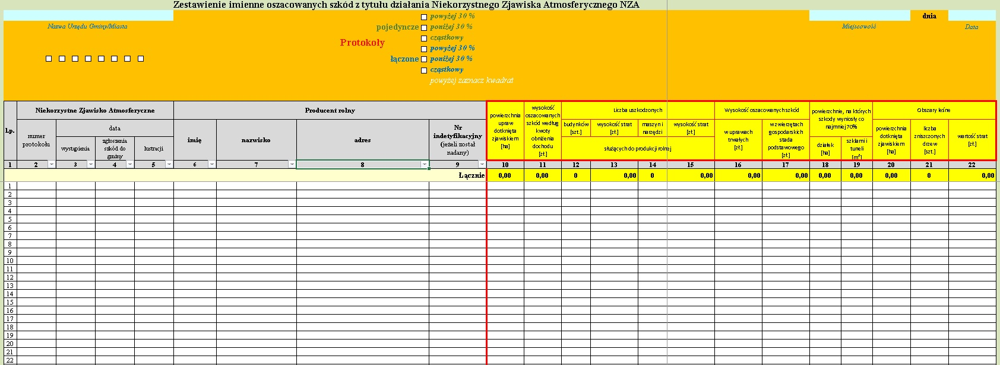 Zestawienie imienne oszacowanych szkód z tytułu działania Niekorzystnego Zjawiska Atmosferycznego NZA
dnia
Nazwa Urzędu Gminy/Miasta
Miejscowość
Data
Protokoły
pojedyncze
powyżej 30 %
poniżej 30 %
cząstkowy
łączone
powyżej 30 %
poniżej 30 %
cząstkowy
powyżej zaznacz kwadrat
Lp.
Niekorzystne Zjawisko Atmosferyczne
numer
protokołu
data
wystąpienia
zgłoszenia
szkód do
gminy
lustracji
Producent rolny
imię
nazwisko
adres
Nr
indetyfikacyjny
(jeżeli został
nadany)
powierzchnia
upraw
dotknięta
zjawiskiem
[ha]
wysokość
oszacowanych
szkód według
kwoty
obniżenia
dochodu
[zł.]
Liczba uszkodzonych
budynków
[szt.]
wysokość strat
[zł.]
maszyn i
narzędzi
wysokość strat
[zł.]
służących do produkcji rolnej
Wysokość oszacowanych szkód
w uprawach
trwałych
[zł.]
w zwierzętach
gospodarskich
stada
podstawowego
[zł.]
powierzchnie, na których
szkody wyniosły co
najmniej 70%
działek
[ha]
szklarni i
tuneli
[m²]
Obszary leśne
powierzchnia
dotknięta
zjawiskiem
[ha]
liczba
zniszczonych
drzew
[szt.]
wartość strat
[zł.]
1 2 3 4 5 6 7 8 9 10 11 12 13 14 15 16 17 18 19 20 21 22
Łącznie 0,00 0,00 0 0,00 0 0,00 0,00 0,00 0,00 0,00 0,00 0 0,00
1
2
3
4
5
6
7
8
9
10
11
12
13
14
15
16
17
18
19
20
21
22